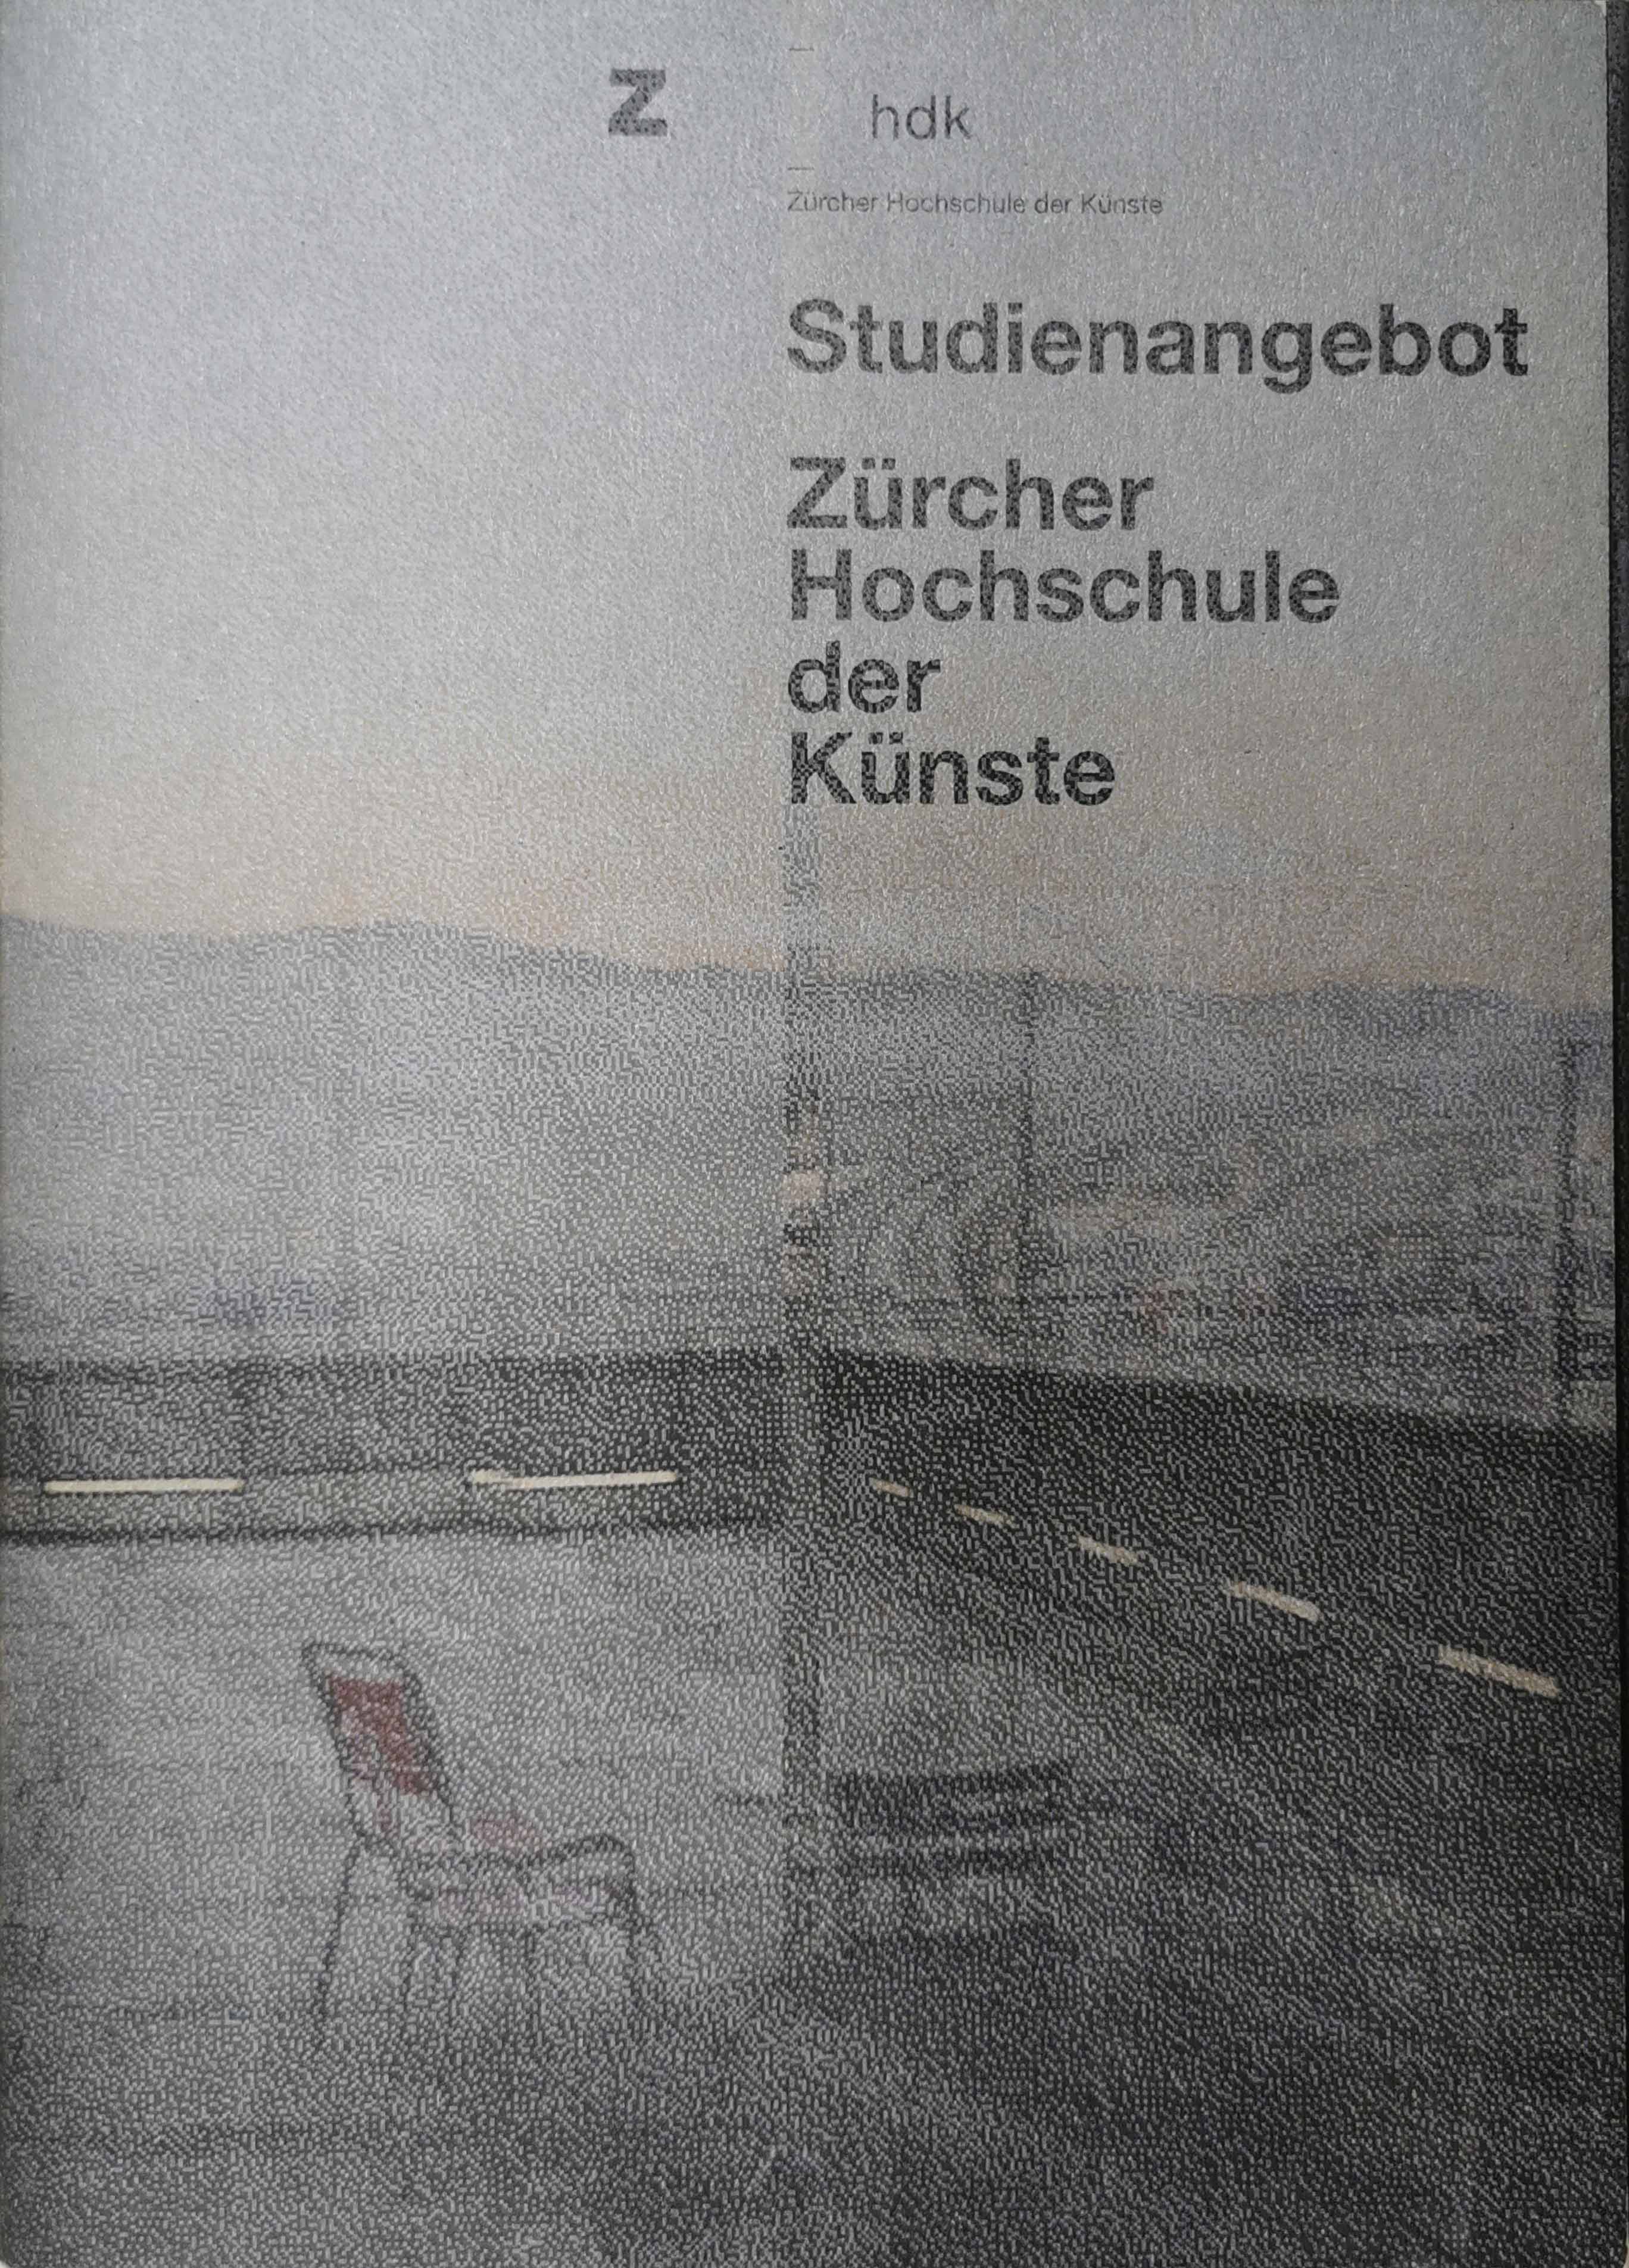 Z hdk
Zürcher Hochschule der Künste
Studienangebot
Zürcher
Hochschule
der
Künste